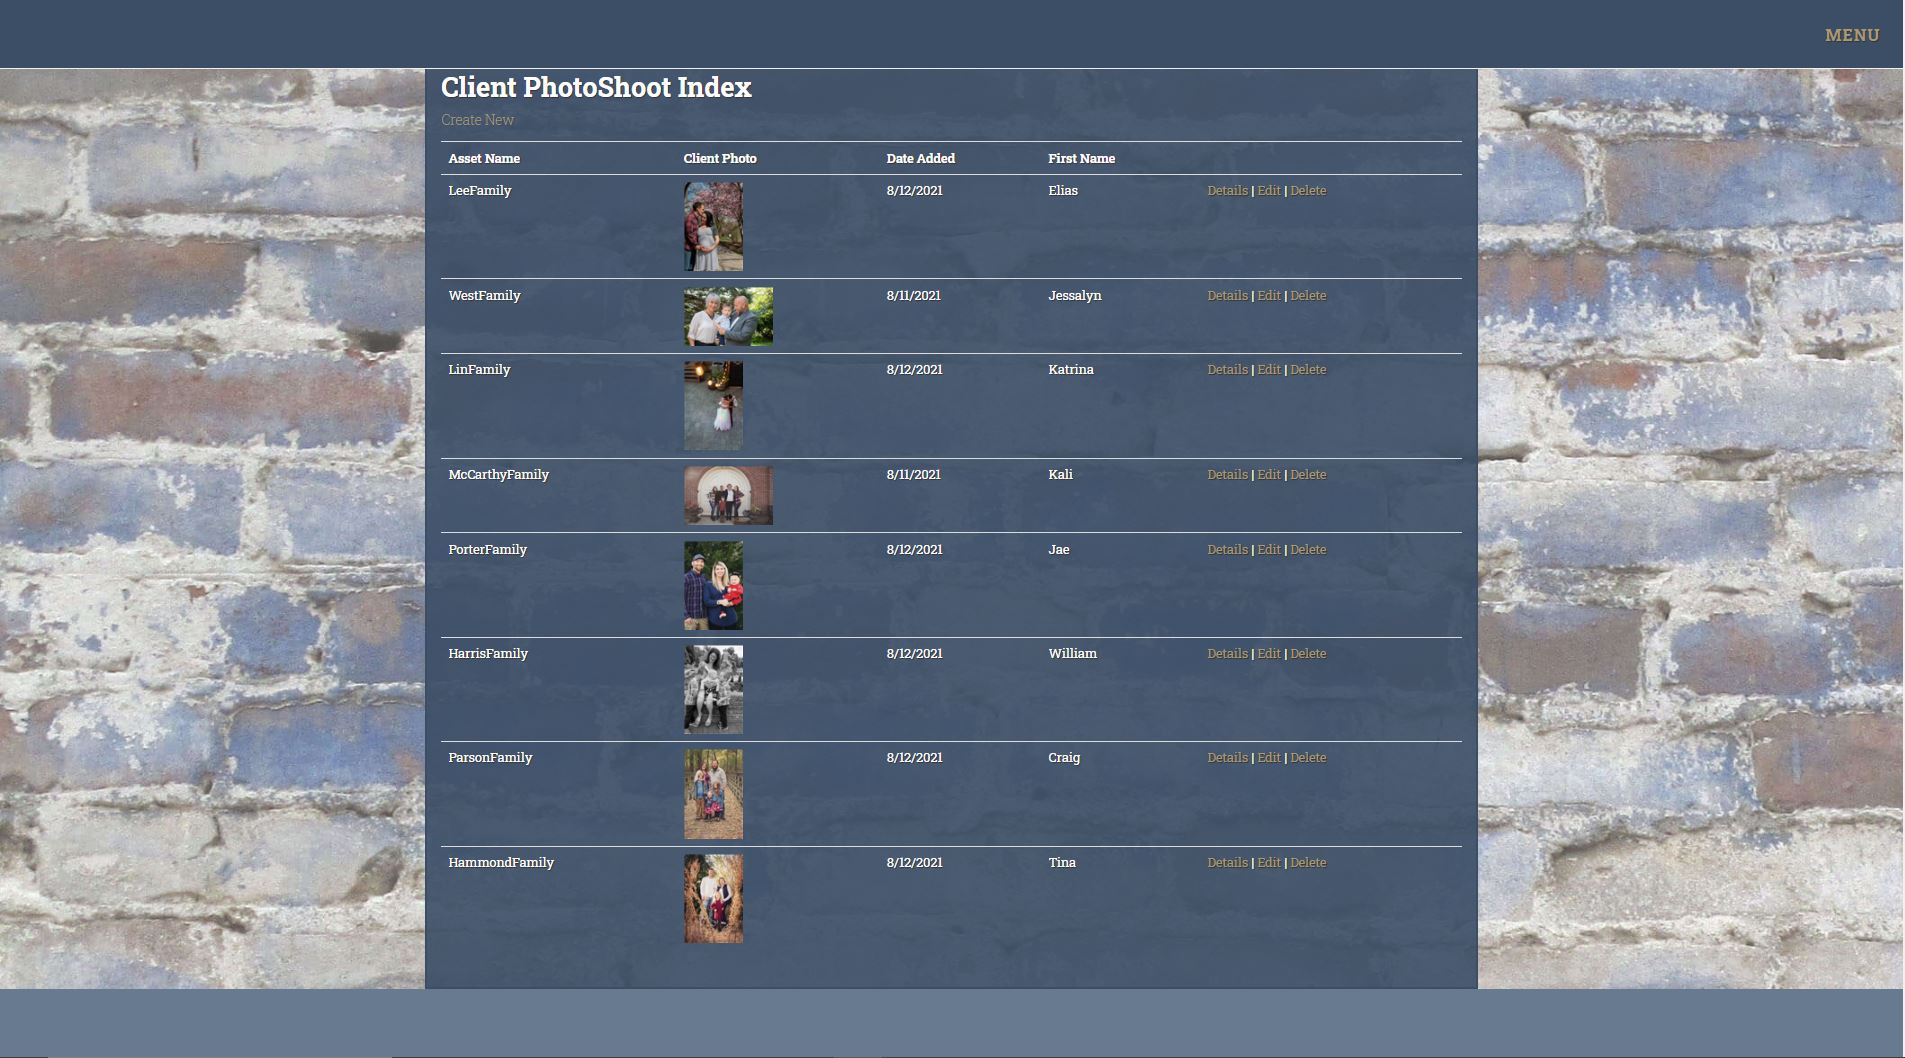 MENU
Client PhotoShoot Index
Create New
Asset Name Client Photo Date Added First Name
LeeFamily 8/12/2021 Elias Details | Edit | Delete
WestFamily 8/11/2021 Jessalyn Details | Edit | Delete
LinFamily 8/12/2021 Katrina Details | Edit | Delete
McCarthyFamily 8/11/2021 Kali Details | Edit | Delete
PorterFamily 8/12/2021 Jae Details | Edit | Delete
HarrisFamily 8/12/2021 William Details | Edit | Delete
ParsonFamily 8/12/2021 Craig Details | Edit | Delete
HammondFamily 8/12/2021 Tina Details | Edit | Delete